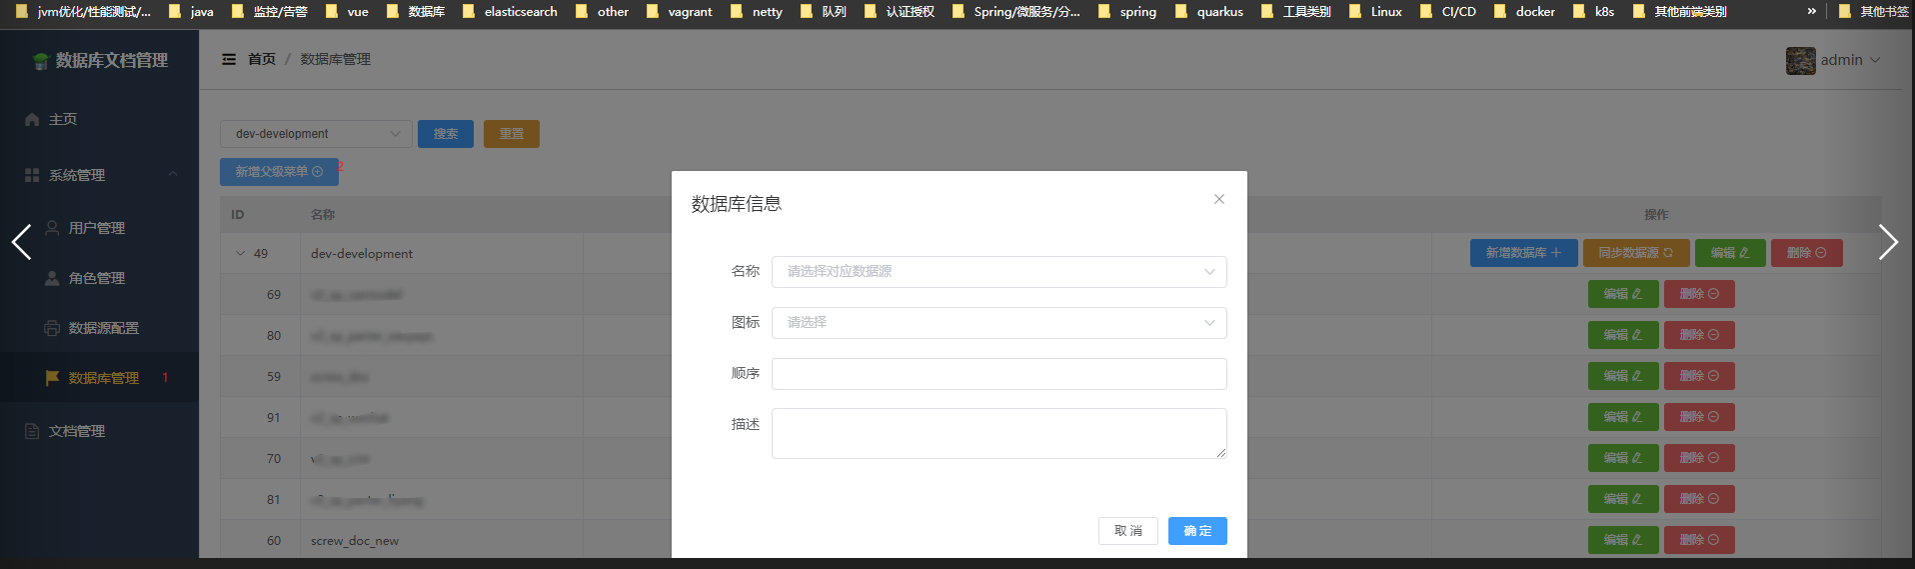 jvm优化/性能测试/... java 监控/告警 vue 数据库 elasticsearch other vagrant netty 队列 认证授权 Spring/微服务/分... spring quarkus 工具类别 Linux CI/CD docker k8s 其他前端类别 » 其他书签
数据库文档管理
首页 / 数据库管理
admin
主页
系统管理
用户管理
角色管理
数据源配置
数据库管理 1
文档管理
dev-development 搜索 重置
新增父级菜单 2
ID 名称 操作
49 dev-development 新增数据库 同步数据源 编辑 删除
69 编辑 删除
80 编辑 删除
59 编辑 删除
91 编辑 删除
70 编辑 删除
81 编辑 删除
60 screw_doc_new 编辑 删除
数据库信息
名称 请选择对应数据源
图标 请选择
顺序
描述
取消 确定